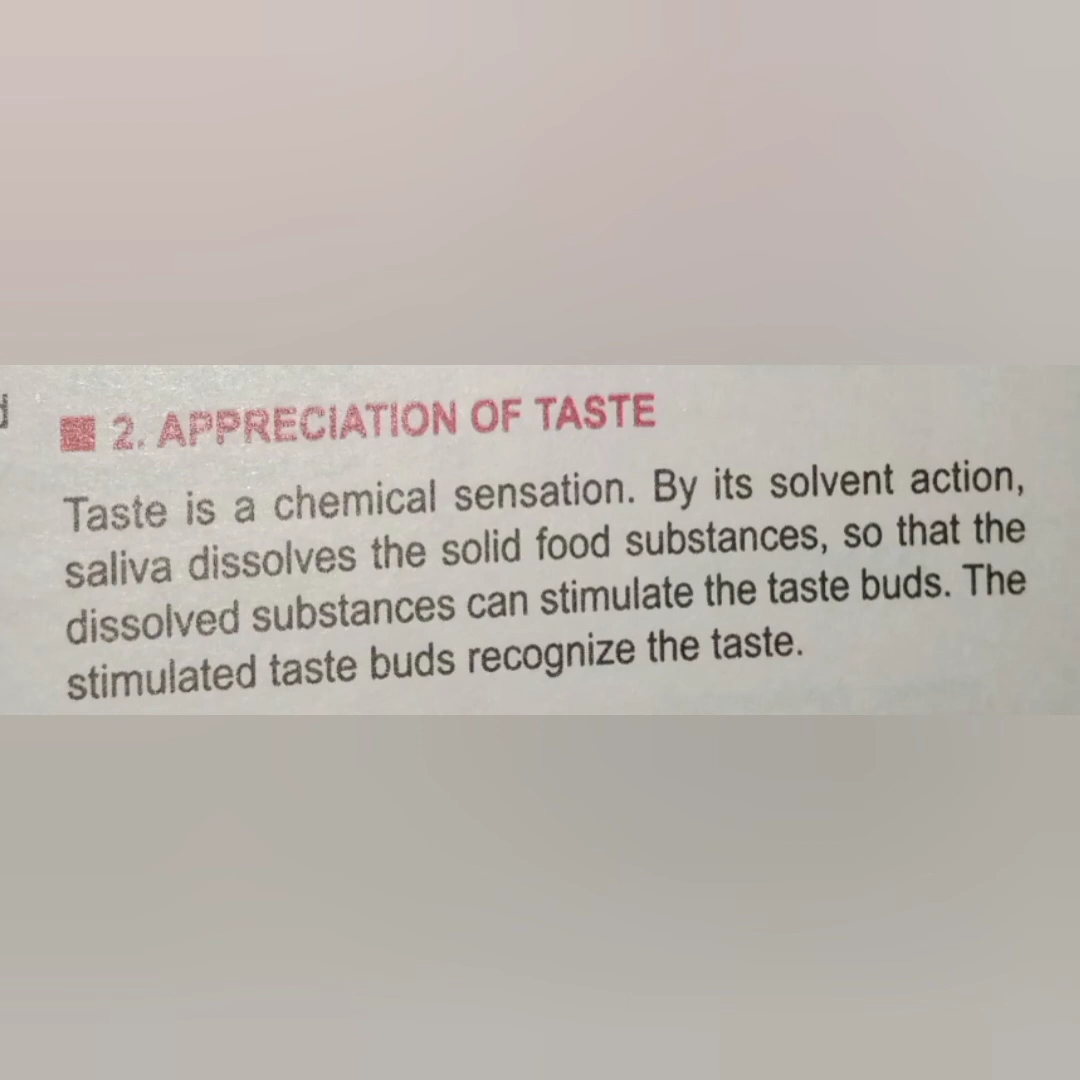 2. APPRECIATION OF TASTE
Taste is a chemical sensation. By its solvent action,
saliva dissolves the solid food substances, so that the
dissolved substances can stimulate the taste buds. The
stimulated taste buds recognize the taste.